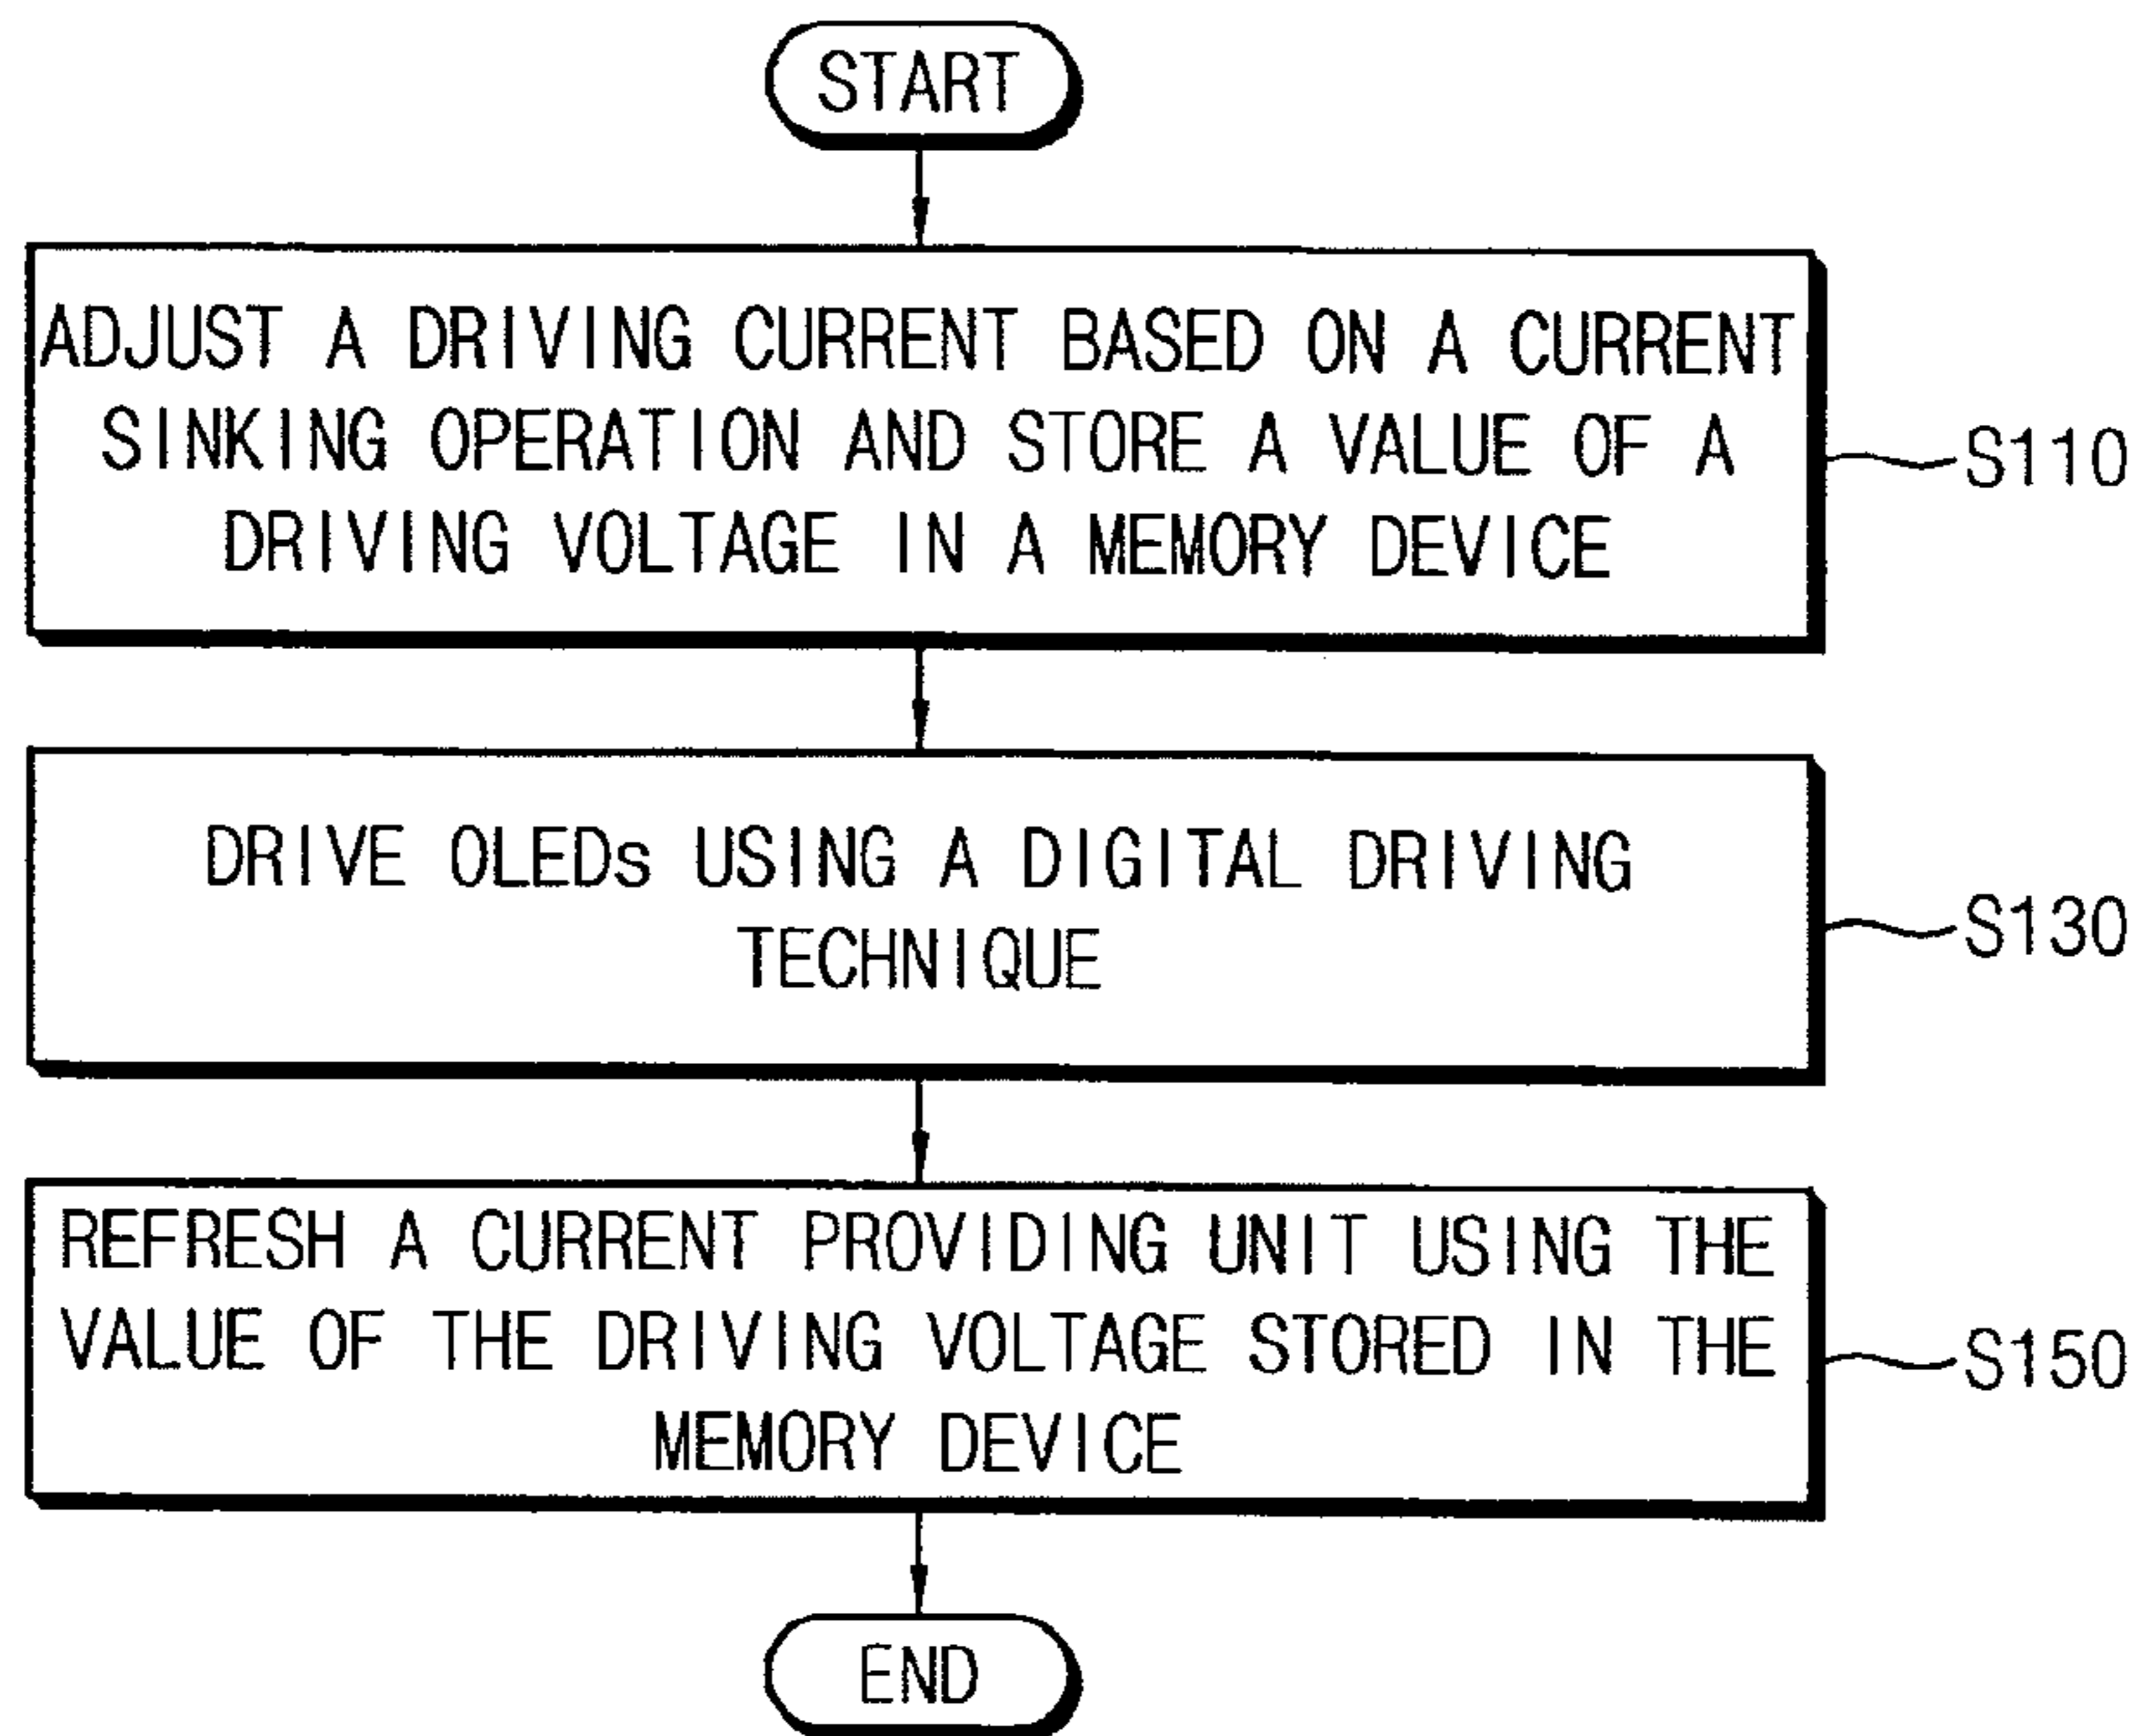 START
ADJUST A DRIVING CURRENT BASED ON A CURRENT
SINKING OPERATION AND STORE A VALUE OF A
DRIVING VOLTAGE IN A MEMORY DEVICE
S110
DRIVE OLEDs USING A DIGITAL DRIVING
TECHNIQUE
S130
REFRESH A CURRENT PROVIDING UNIT USING THE
VALUE OF THE DRIVING VOLTAGE STORED IN THE
MEMORY DEVICE
S150
END